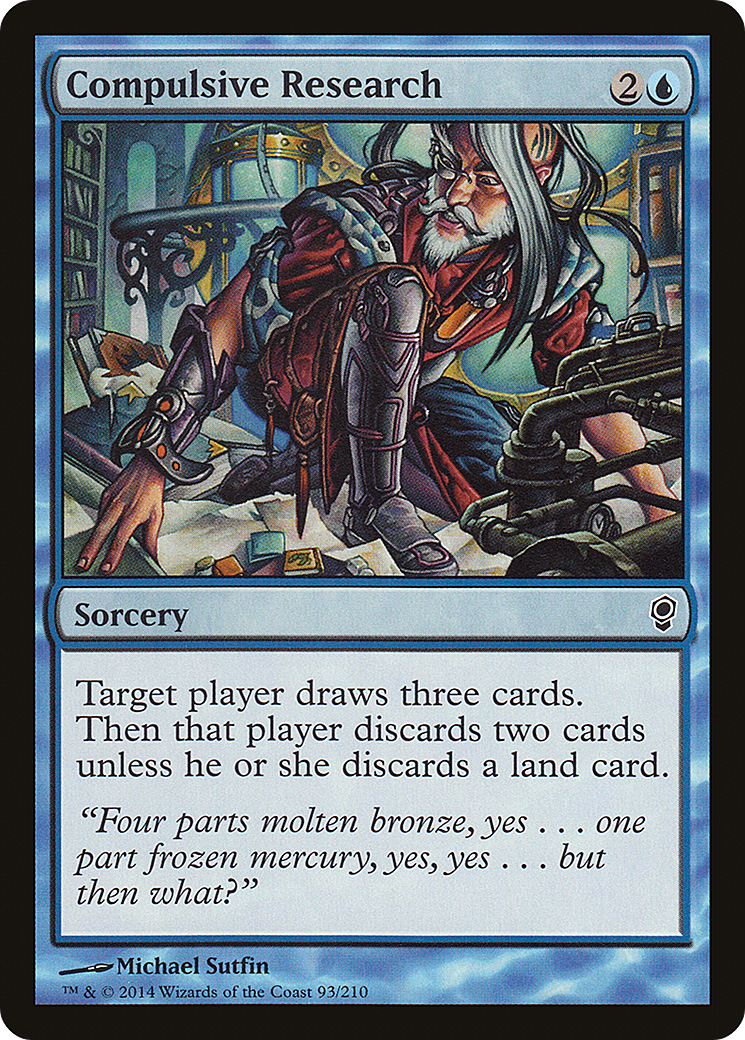 Compulsive Research 2
Sorcery
Target player draws three cards.
Then that player discards two cards
unless he or she discards a land card.
“Four parts molten bronze, yes . . . one
part frozen mercury, yes, yes . . . but
then what?”
Michael Sutfin
™ & © 2014 Wizards of the Coast 93/210